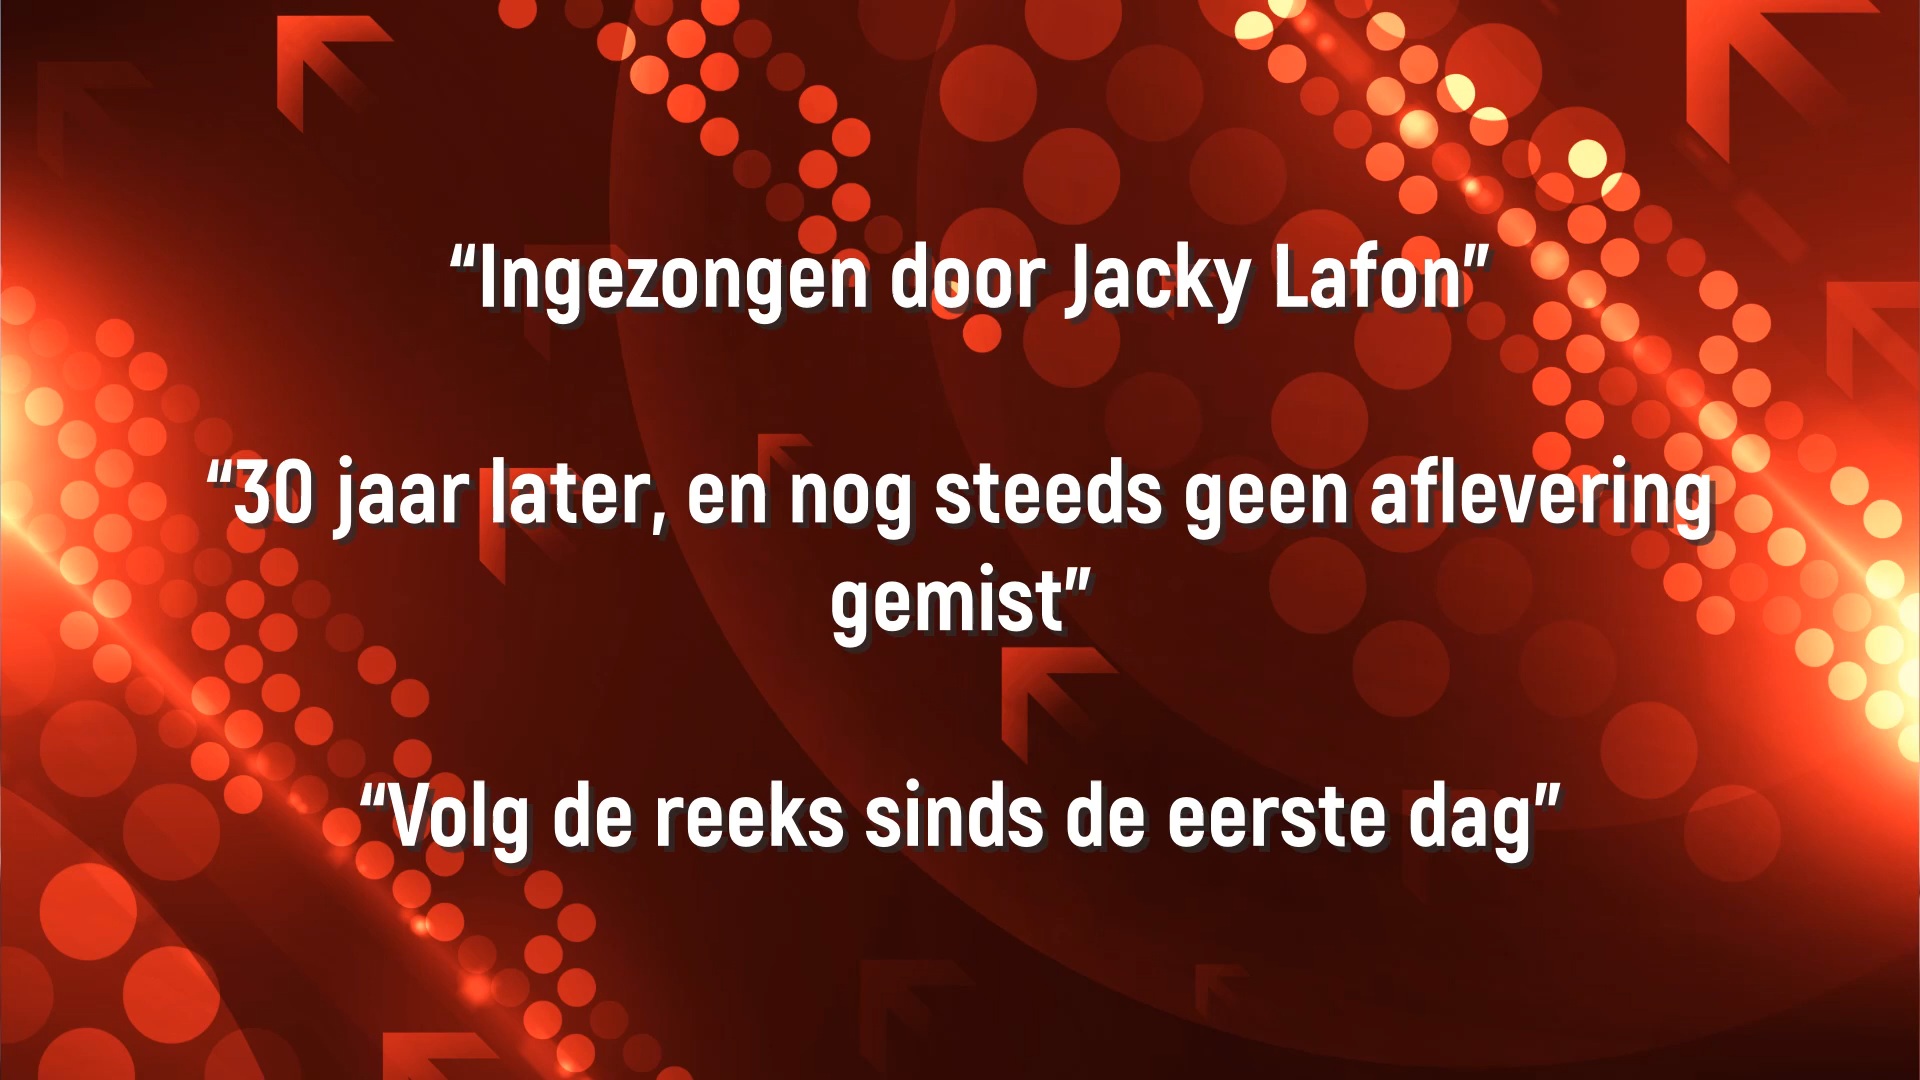 “Ingezongen door Jacky Lafon”
“30 jaar later, en nog steeds geen aflevering
gemist”
“Volg de reeks sinds de eerste dag”